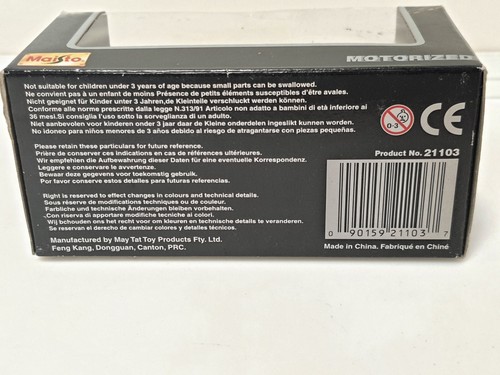 Maisto
MOTORIZED
Not suitable for children under 3 years of age because small parts can be swallowed.
Ne convient pas à un enfant de moins Présence de petits éléments susceptibles d'être avales.
Nicht geeignet für Kinder unter 3 Jahren,de Kleinteile verschluckt werden können.
Conforme alle norme prescritte dalla legge N.313/91 Articolo non adatto a bambini di età inferiore ai
36 mesi.Si consiglia l'uso sotto la sorveglianza di un adulto.
Niet aanbevolen voor kinderen onder 3 jaar daar de Kleine onderdelen ingeslikt kunnen worden.
No idoneo para niños menores de 3 años debido al riesgo de atragantarse con piezas pequeñas.
0-3
CE
Please retain these particulars for future reference.
Prière de conserver ces indications en cas de références ultérieures.
Wir empfehlen die Aufbewahrung dieser Daten für eine eventuelle Korrespondenz.
Leggere e conservare le avvertenze.
Bewaar deze gegevens voor toekomstig gebruik.
Por favor conserve estos detalles para futuras referencias.
Product No. 21103
Right is reserved to effect changes in colours and technical details.
Sous réserve de modifications techniques ou de couleur.
Farbliche und technische Änderungen bleiben vorbehalten.
Con riserva di apportare modifiche tecniche ai colori.
Wij bchouden ons het recht voor om kleuren en technische details te veranderen.
Se reservan el derecho de cambiar colores y détalles técnicos.
Manufactured by May Tat Toy Products Fty. Ltd.
Feng Kang, Dongguan, Canton, PRC.
0 90159 21103 7
Made in China. Fabriqué en Chiné